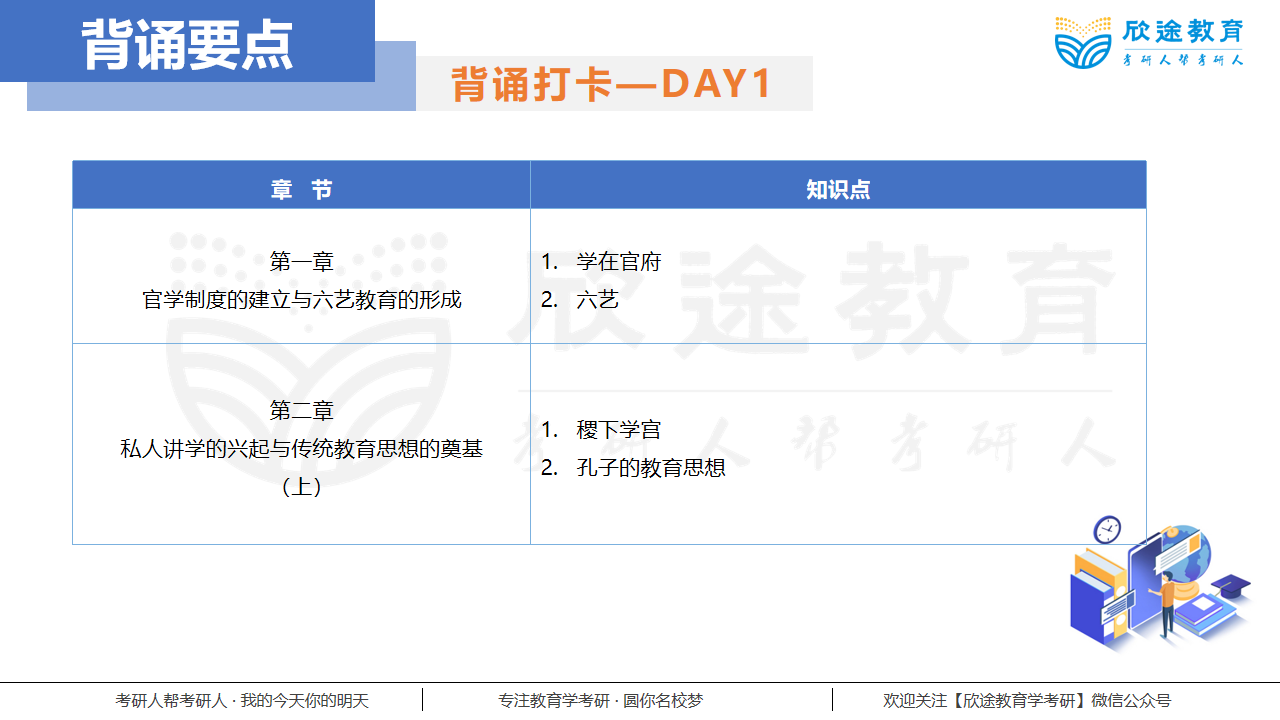 背诵要点
欣途教育
考研人帮考研人
背诵打卡—DAY1
章 节
知识点
第一章
官学制度的建立与六艺教育的形成
1. 学在官府
2. 六艺
第二章
私人讲学的兴起与传统教育思想的奠基
（上）
1. 稷下学宫
2. 孔子的教育思想
欣途教育
考研人帮考研人
考研人帮考研人 · 我的今天你的明天
专注教育学考研 · 圆你名校梦
欢迎关注【欣途教育学考研】微信公众号